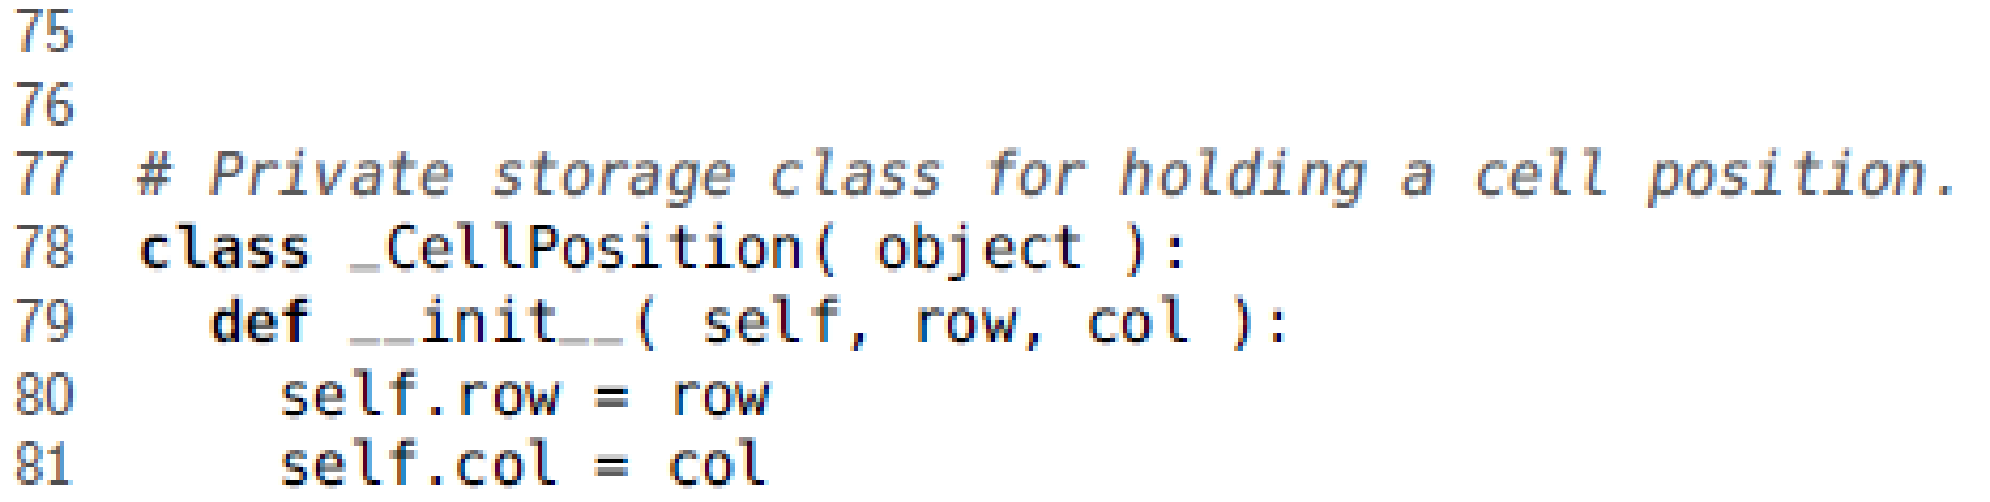 75
76
77 # Private storage class for holding a cell position.
78 class _CellPosition( object ):
79   def __init__( self, row, col ):
80     self.row = row
81     self.col = col